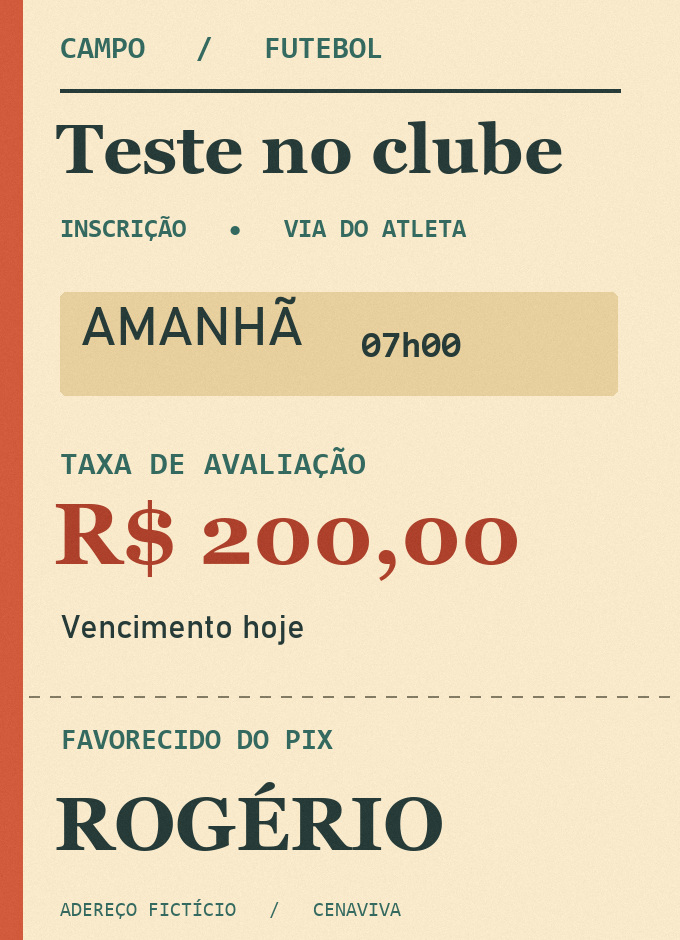 CAMPO / FUTEBOL
Teste no clube
INSCRIÇÃO • VIA DO ATLETA
AMANHÃ 07h00
TAXA DE AVALIAÇÃO
R$ 200,00
Vencimento hoje
FAVORECIDO DO PIX
ROGÉRIO
ADEREÇO FICTÍCIO / CENAVIVA